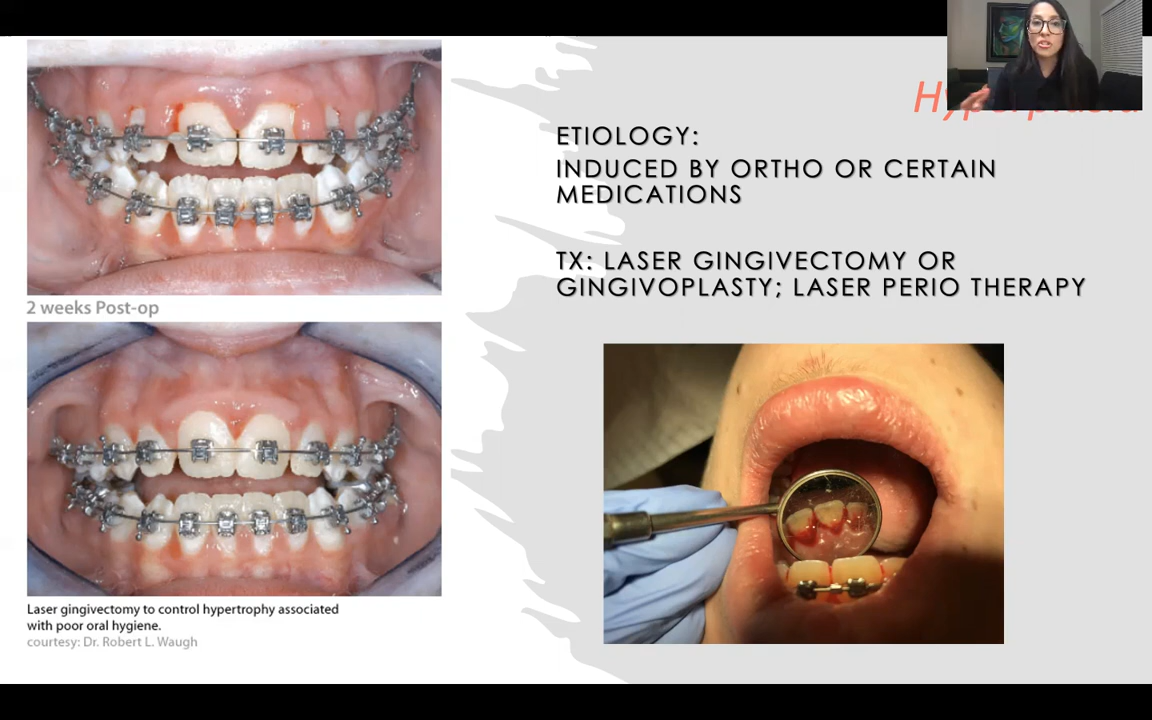 ETIOLOGY:
INDUCED BY ORTHO OR CERTAIN
MEDICATIONS
TX: LASER GINGIVECTOMY OR
GINGIVOPLASTY; LASER PERIO THERAPY
2 weeks Post-op
Laser gingivectomy to control hypertrophy associated
with poor oral hygiene.
courtesy: Dr. Robert L. Waugh